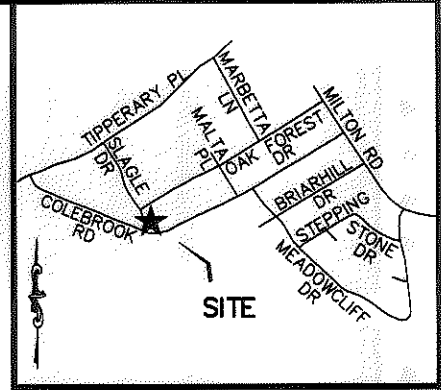 TIPPERARY PL
MARBETTA LN
SLAGLE DR
MALTA PL
OAK FOREST DR
MILTON RD
COLEBROOK RD
BRIARHILL DR
STEPPING STONE DR
MEADOWCLIFF DR
SITE